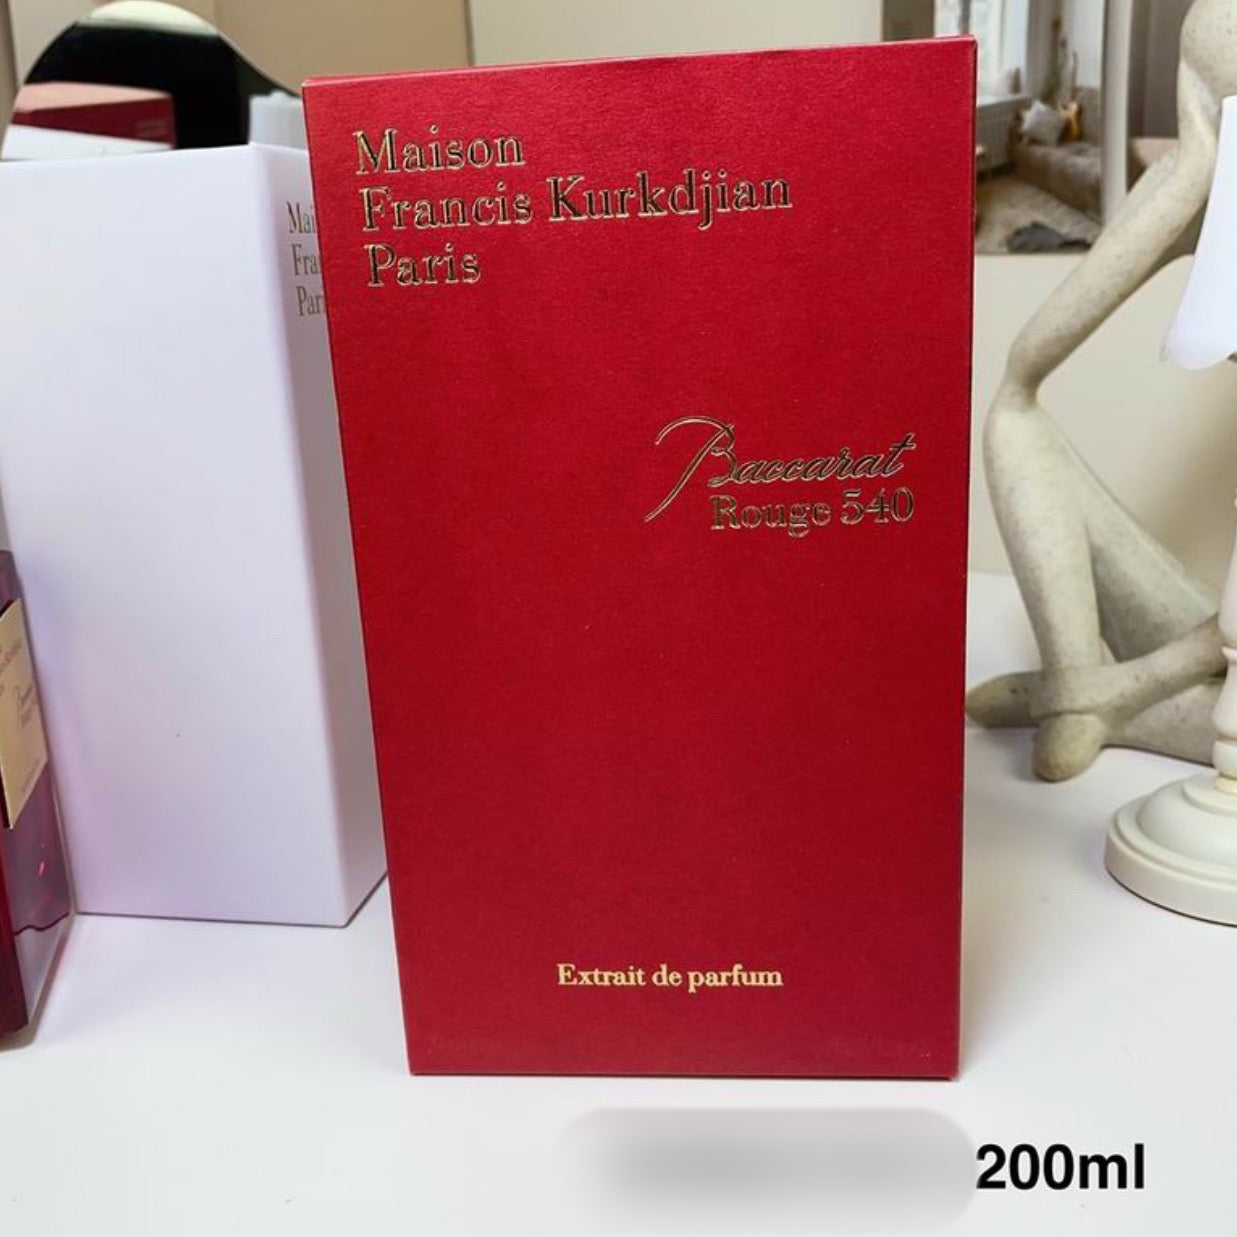 Maison
Francis Kurkdjian
Paris
Baccarat
Rouge 540
Extrait de parfum
200ml